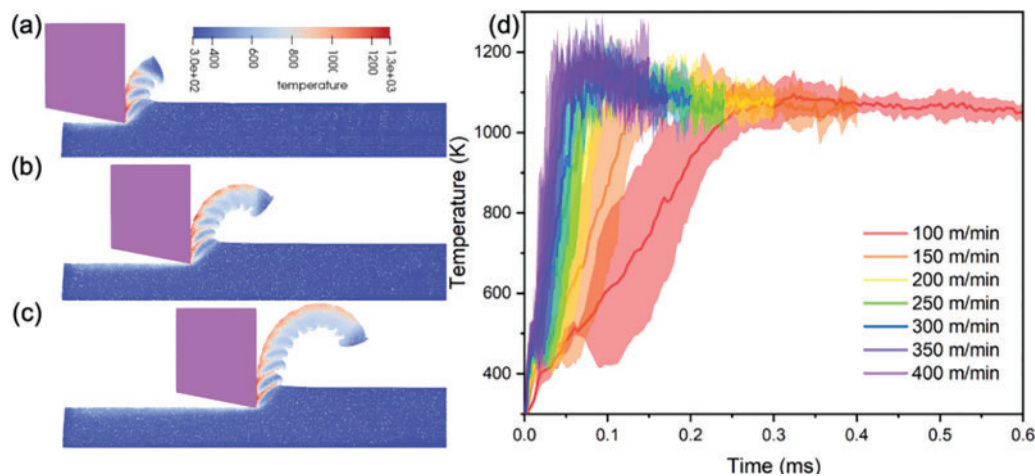 (a)
3.0e+02 400 600 800 1000 1200 1.3e+03
temperature
(b)
(c)
(d)
Temperature (K)
1200
1000
800
600
400
0.0 0.1 0.2 0.3 0.4 0.5 0.6
Time (ms)
100 m/min
150 m/min
200 m/min
250 m/min
300 m/min
350 m/min
400 m/min